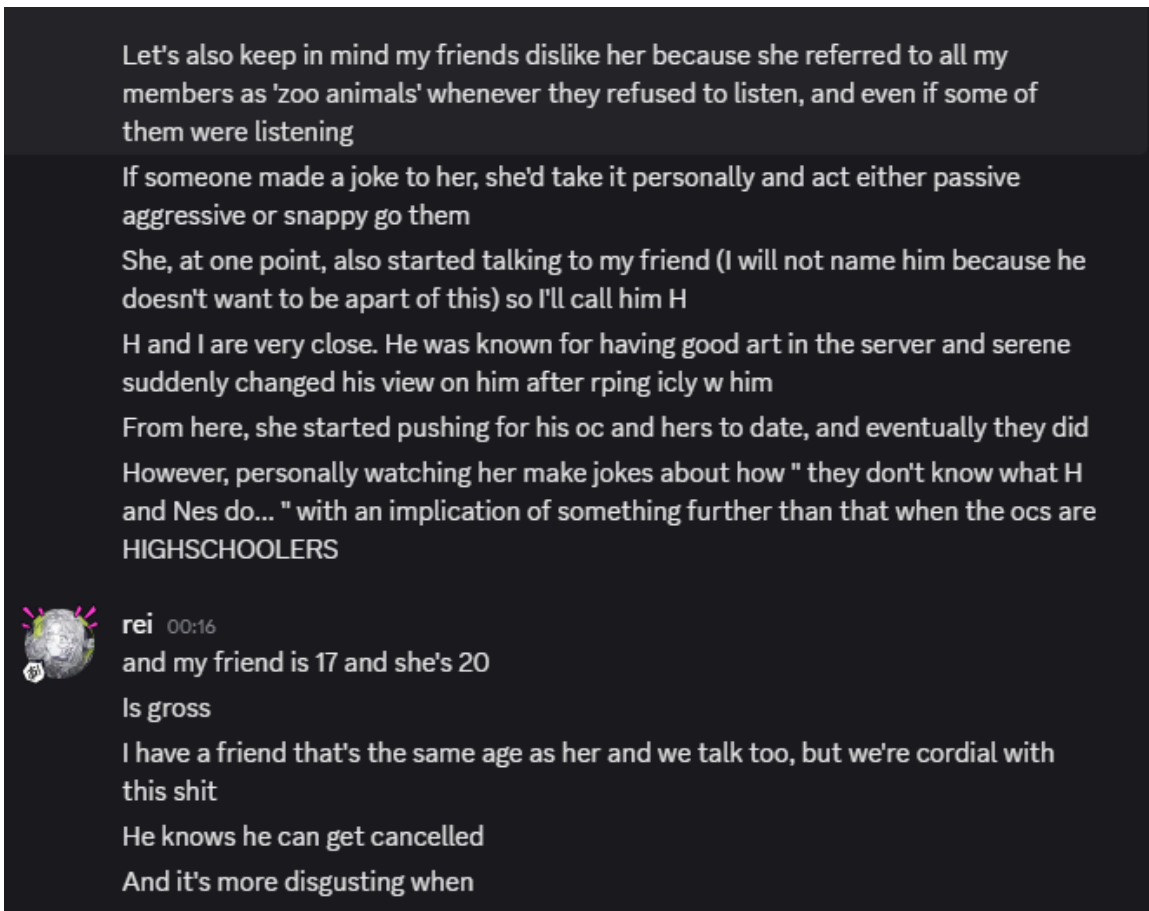 Let's also keep in mind my friends dislike her because she referred to all my
members as 'zoo animals' whenever they refused to listen, and even if some of
them were listening
If someone made a joke to her, she'd take it personally and act either passive
aggressive or snappy go them
She, at one point, also started talking to my friend (I will not name him because he
doesn't want to be apart of this) so I'll call him H
H and I are very close. He was known for having good art in the server and serene
suddenly changed his view on him after rping icly w him
From here, she started pushing for his oc and hers to date, and eventually they did
However, personally watching her make jokes about how " they don't know what H
and Nes do... " with an implication of something further than that when the ocs are
HIGHSCHOOLERS
rei 00:16
and my friend is 17 and she's 20
Is gross
I have a friend that's the same age as her and we talk too, but we're cordial with
this shit
He knows he can get cancelled
And it's more disgusting when